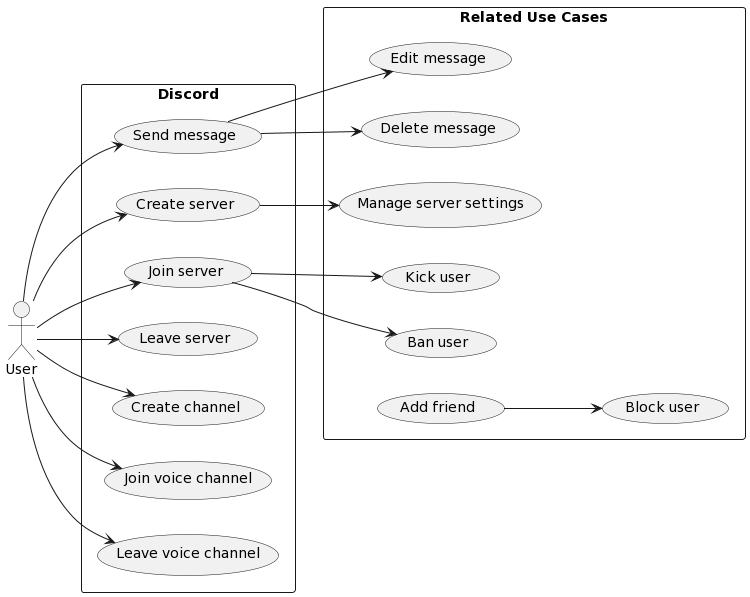 Related Use Cases
Edit message
Discord
Send message
Delete message
Create server
Manage server settings
Join server
Kick user
Leave server
Ban user
User
Create channel
Add friend
Block user
Join voice channel
Leave voice channel